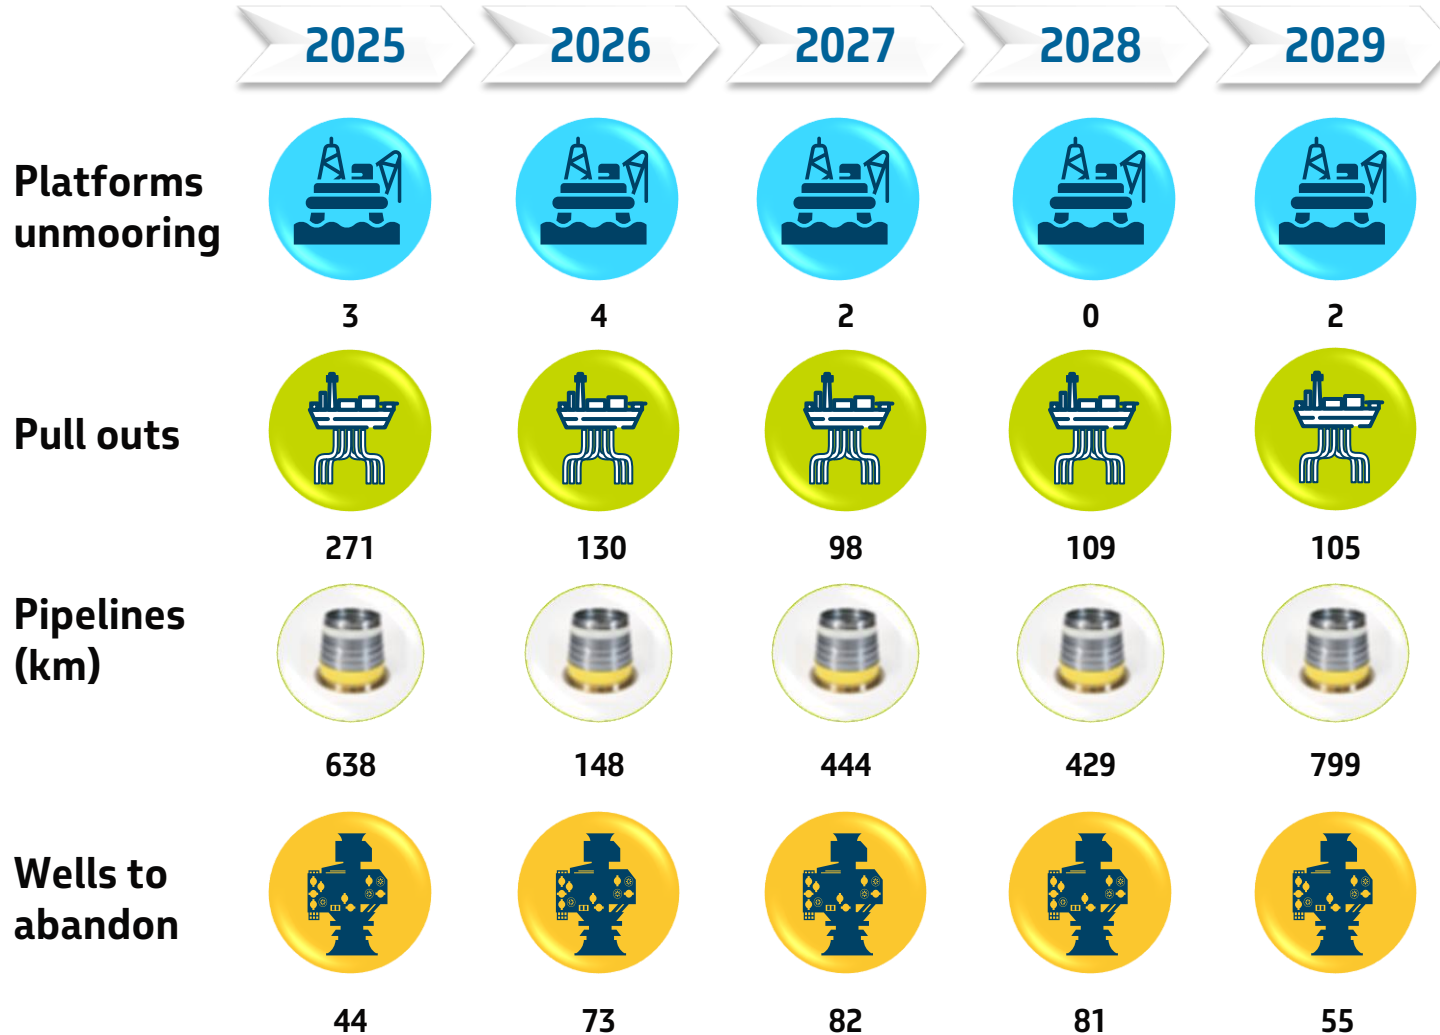 2025 2026 2027 2028 2029
Platforms
unmooring
3 4 2 0 2
Pull outs
271 130 98 109 105
Pipelines
(km)
638 148 444 429 799
Wells to
abandon
44 73 82 81 55